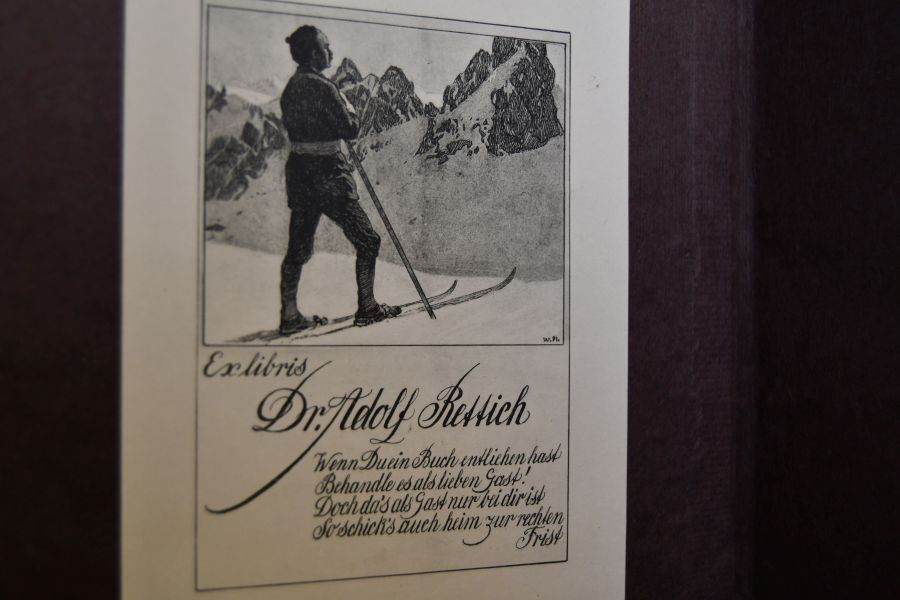 W.H.
Ex libris
Dr. Adolf Rettich
Wenn Du ein Buch entliehen hast
Behandle es als lieben Gast!
Doch da's als Gast nur bei dir ist
So schick's auch heim zur rechten
Frist